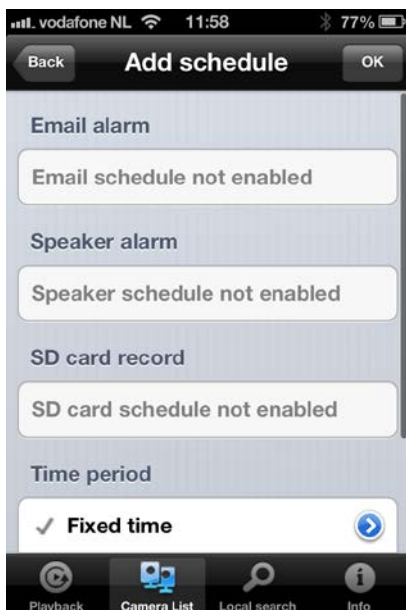 vodafone NL 11:58 77%
Back Add schedule OK
Email alarm
Email schedule not enabled
Speaker alarm
Speaker schedule not enabled
SD card record
SD card schedule not enabled
Time period
Fixed time
Playback Camera List Local search Info